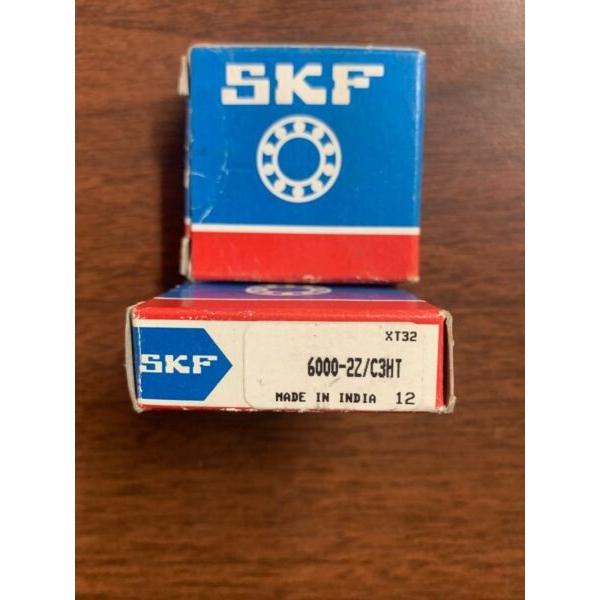 SKF
XT32
SKF
6000-2Z/C3HT
MADE IN INDIA 12